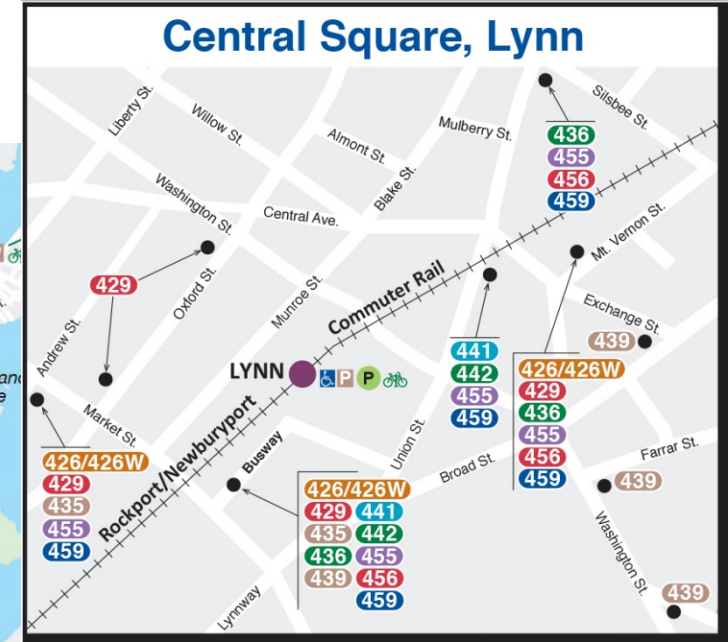 Central Square, Lynn
Liberty St.
Willow St.
Almont St.
Mulberry St.
Silsbee St.
436
455
456
459
Washington St.
Blake St.
Central Ave.
Mt. Vernon St.
429
Oxford St.
Munroe St.
Commuter Rail
Exchange St.
439
Andrew St.
LYNN
P
P
441
442
455
459
426/426W
429
436
455
456
459
Market St.
Rockport/Newburyport
Busway
Union St.
Broad St.
Farrar St.
439
426/426W
429
435
455
459
426/426W
429 441
435 442
436 455
439 456
459
Washington St.
439
Lynnway